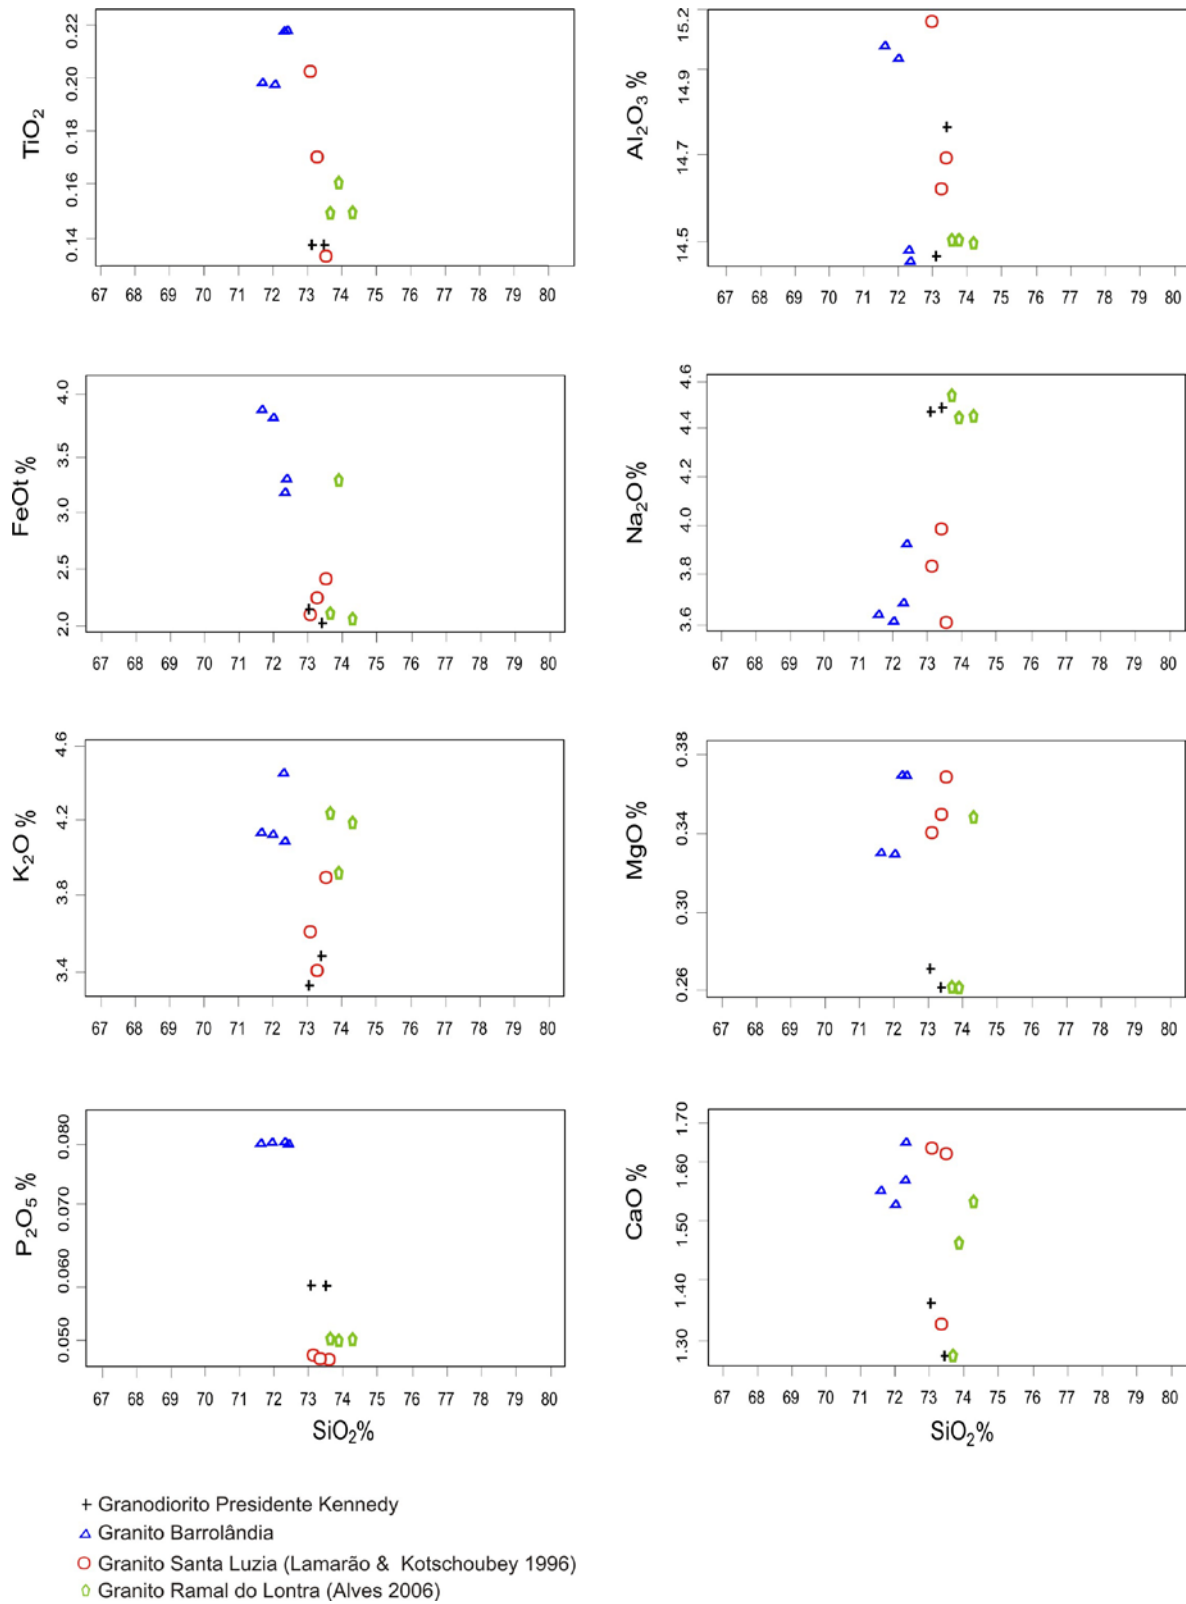 TiO2
0.22
0.20
0.18
0.16
0.14
67 68 69 70 71 72 73 74 75 76 77 78 79 80
Al2O3 %
15.2
14.9
14.7
14.5
67 68 69 70 71 72 73 74 75 76 77 78 79 80
FeOt %
4.0
3.5
3.0
2.5
2.0
67 68 69 70 71 72 73 74 75 76 77 78 79 80
Na2O%
4.6
4.4
4.2
4.0
3.8
3.6
67 68 69 70 71 72 73 74 75 76 77 78 79 80
K2O %
4.6
4.2
3.8
3.4
67 68 69 70 71 72 73 74 75 76 77 78 79 80
MgO %
0.38
0.34
0.30
0.26
67 68 69 70 71 72 73 74 75 76 77 78 79 80
P2O5 %
0.080
0.070
0.060
0.050
67 68 69 70 71 72 73 74 75 76 77 78 79 80
SiO2%
CaO %
1.70
1.60
1.50
1.40
1.30
67 68 69 70 71 72 73 74 75 76 77 78 79 80
SiO2%
Granodiorito Presidente Kennedy
Granito Barrolândia
Granito Santa Luzia (Lamarão & Kotschoubey 1996)
Granito Ramal do Lontra (Alves 2006)